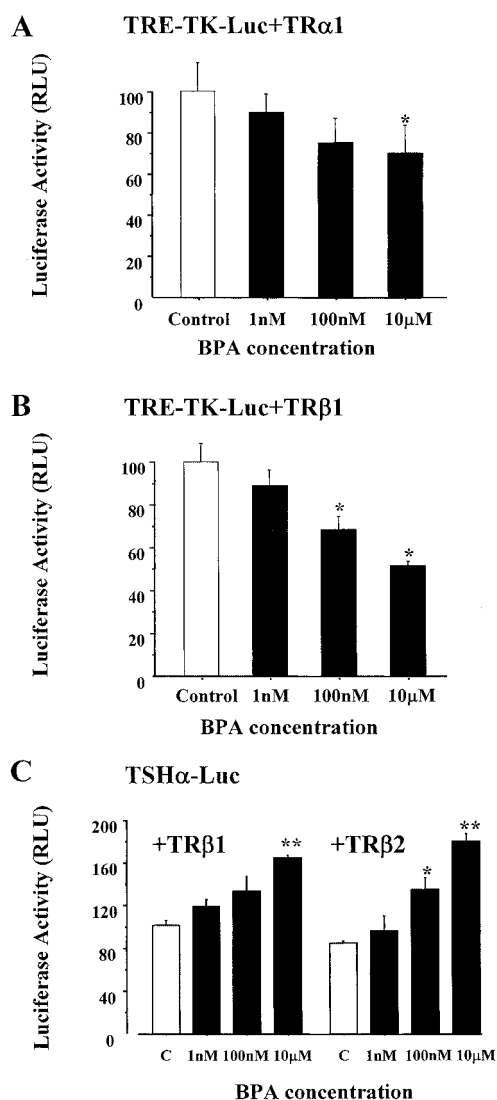 A
TRE-TK-Luc+TRα1
Luciferase Activity (RLU)
100
80
60
40
20
0
*
Control 1nM 100nM 10μM
BPA concentration
B
TRE-TK-Luc+TRβ1
Luciferase Activity (RLU)
100
80
60
40
20
0
* *
Control 1nM 100nM 10μM
BPA concentration
C
TSHα-Luc
Luciferase Activity (RLU)
200
160
120
80
40
0
+TRβ1 ** +TRβ2 * **
C 1nM 100nM 10μM C 1nM 100nM 10μM
BPA concentration